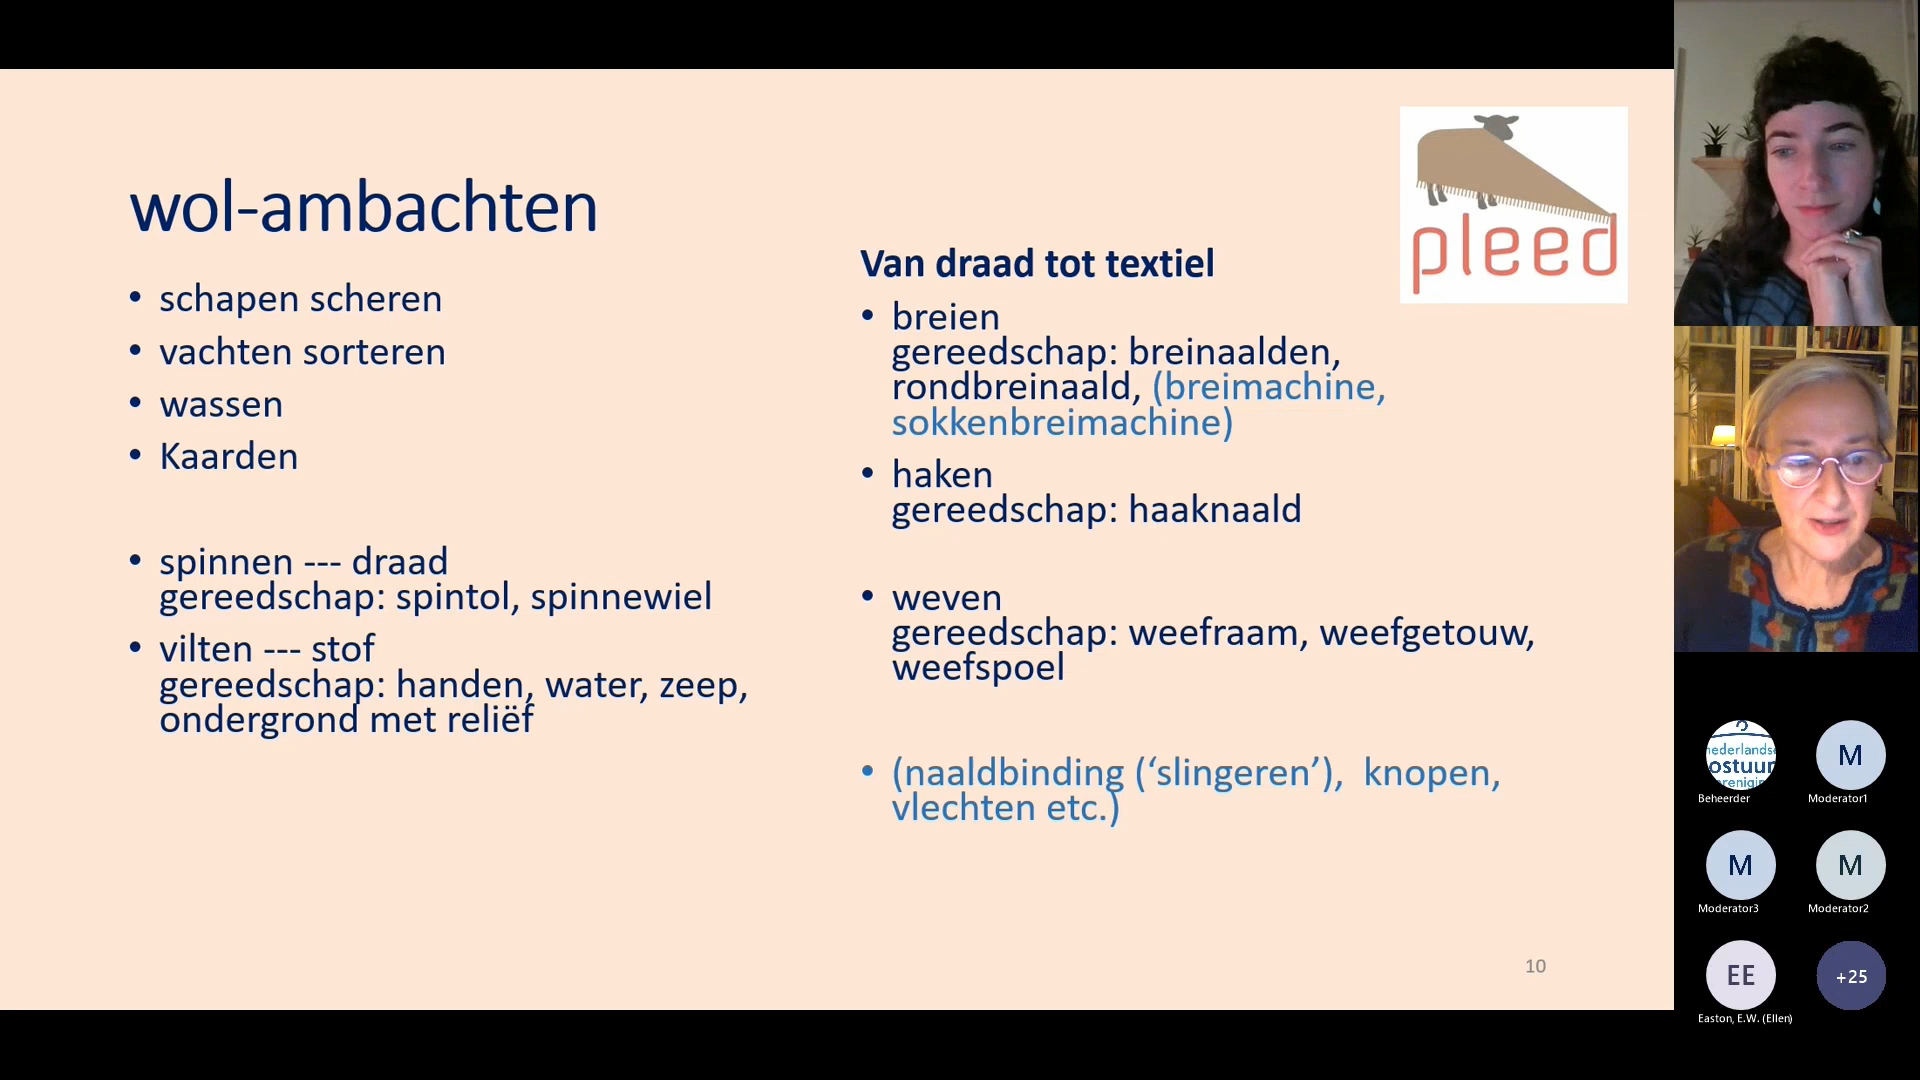 wol-ambachten
• schapen scheren
• vachten sorteren
• wassen
• Kaarden
• spinnen --- draad
gereedschap: spintol, spinnewiel
• vilten --- stof
gereedschap: handen, water, zeep,
ondergrond met reliëf
pleed
Van draad tot textiel
• breien
gereedschap: breinaalden,
rondbreinaald, (breimachine,
sokkenbreimachine)
• haken
gereedschap: haaknaald
• weven
gereedschap: weefraam, weefgetouw,
weefspoel
• (naaldbinding (‘slingeren’),  knopen,
vlechten etc.)
10
nederlandse
ostuum
Beheerder
M
Moderator1
M
Moderator3
M
Moderator2
EE
Easton, E.W. (Ellen)
+25